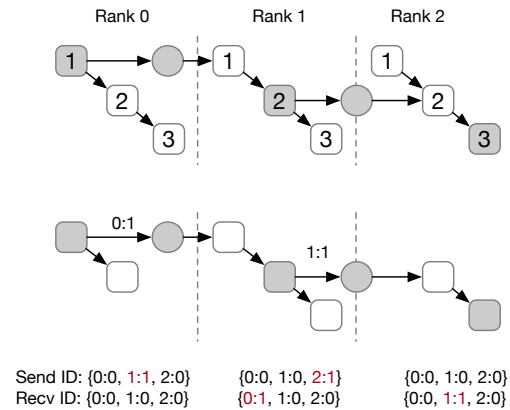 Rank 0 Rank 1 Rank 2
1 1 1
2 2 2
3 3 3
0:1 1:1
Send ID: {0:0, 1:1, 2:0} {0:0, 1:0, 2:1} {0:0, 1:0, 2:0}
Recv ID: {0:0, 1:0, 2:0} {0:1, 1:0, 2:0} {0:0, 1:1, 2:0}